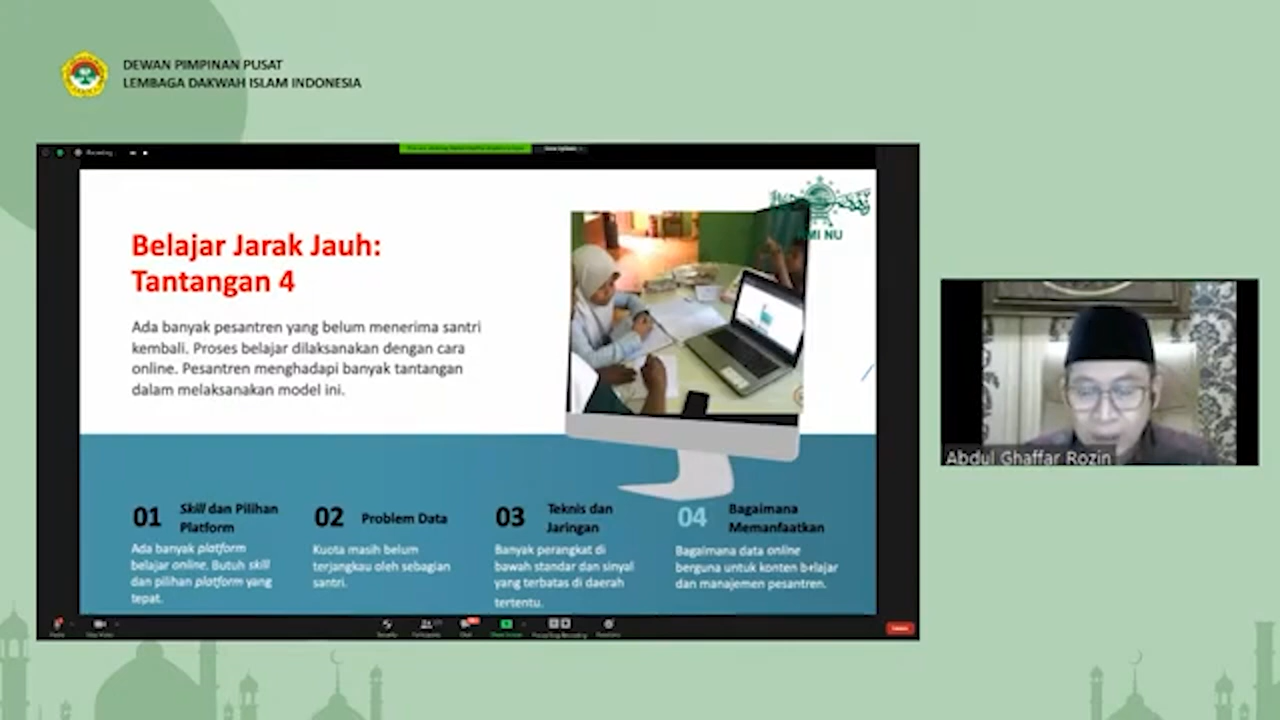 DEWAN PIMPINAN PUSAT
LEMBAGA DAKWAH ISLAM INDONESIA
Recording
Belajar Jarak Jauh:
Tantangan 4
Ada banyak pesantren yang belum menerima santri
kembali. Proses belajar dilaksanakan dengan cara
online. Pesantren menghadapi banyak tantangan
dalam melaksanakan model ini.
MI NU
01 Skill dan Pilihan
Platform
Ada banyak platform
belajar online. Butuh skill
dan pilihan platform yang
tepat.
02 Problem Data
Kuota masih belum
terjangkau oleh sebagian
santri.
03 Teknis dan
Jaringan
Banyak perangkat di
bawah standar dan sinyal
yang terbatas di daerah
tertentu.
04 Bagaimana
Memanfaatkan
Bagaimana data online
berguna untuk konten belajar
dan manajemen pesantren.
Abdul Ghaffar Rozin